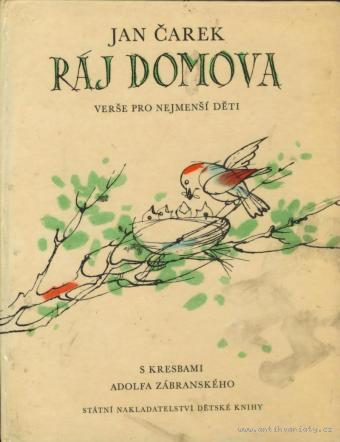 JAN ČAREK
RÁJ DOMOVA
VERŠE PRO NEJMENŠÍ DĚTI
S KRESBAMI
ADOLFA ZÁBRANSKÉHO
STÁTNÍ NAKLADATELSTVÍ DĚTSKÉ KNIHY
© www.antikvariaty.cz